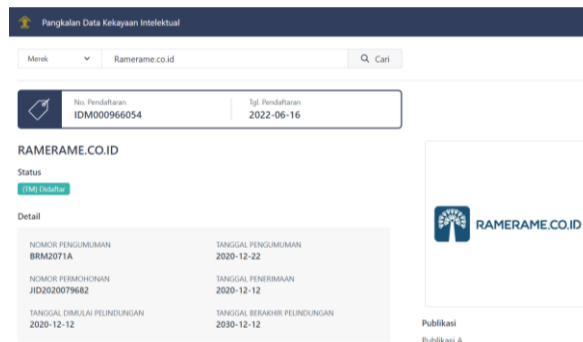 Pangkalan Data Kekayaan Intelektual
Merek
Ramerame.co.id
Cari
No. Pendaftaran
IDM000966054
Tgl. Pendaftaran
2022-06-16
RAMERAME.CO.ID
Status
(TM) Didaftar
Detail
NOMOR PENGUMUMAN
BRM2071A
TANGGAL PENGUMUMAN
2020-12-22
NOMOR PERMOHONAN
JID2020079682
TANGGAL PENERIMAAN
2020-12-12
TANGGAL DIMULAI PELINDUNGAN
2020-12-12
TANGGAL BERAKHIR PELINDUNGAN
2030-12-12
RAMERAME.CO.ID
Publikasi
Publikasi A